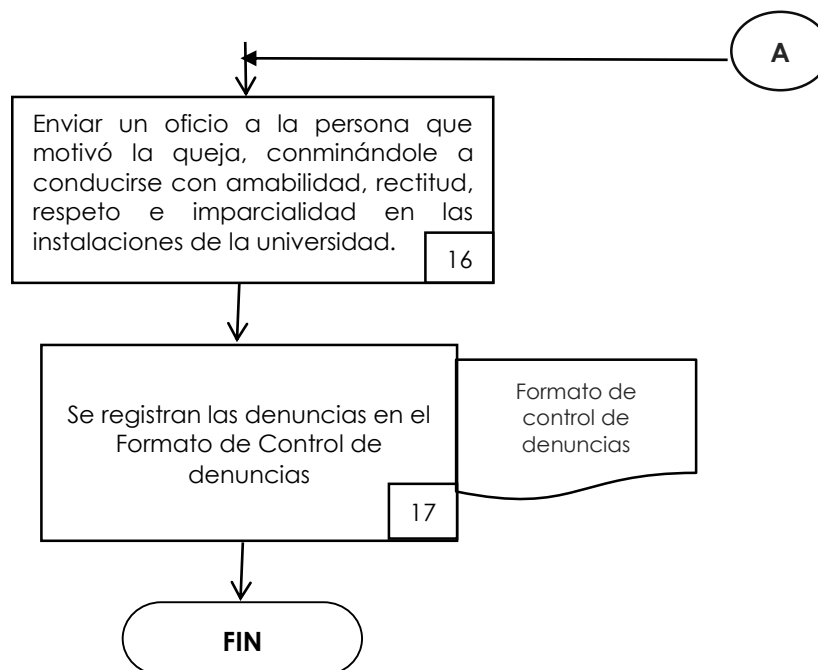 A
Enviar un oficio a la persona que
motivó la queja, conminándole a
conducirse con amabilidad, rectitud,
respeto e imparcialidad en las
instalaciones de la universidad.
16
Se registran las denuncias en el
Formato de Control de
denuncias
17
Formato de
control de
denuncias
FIN